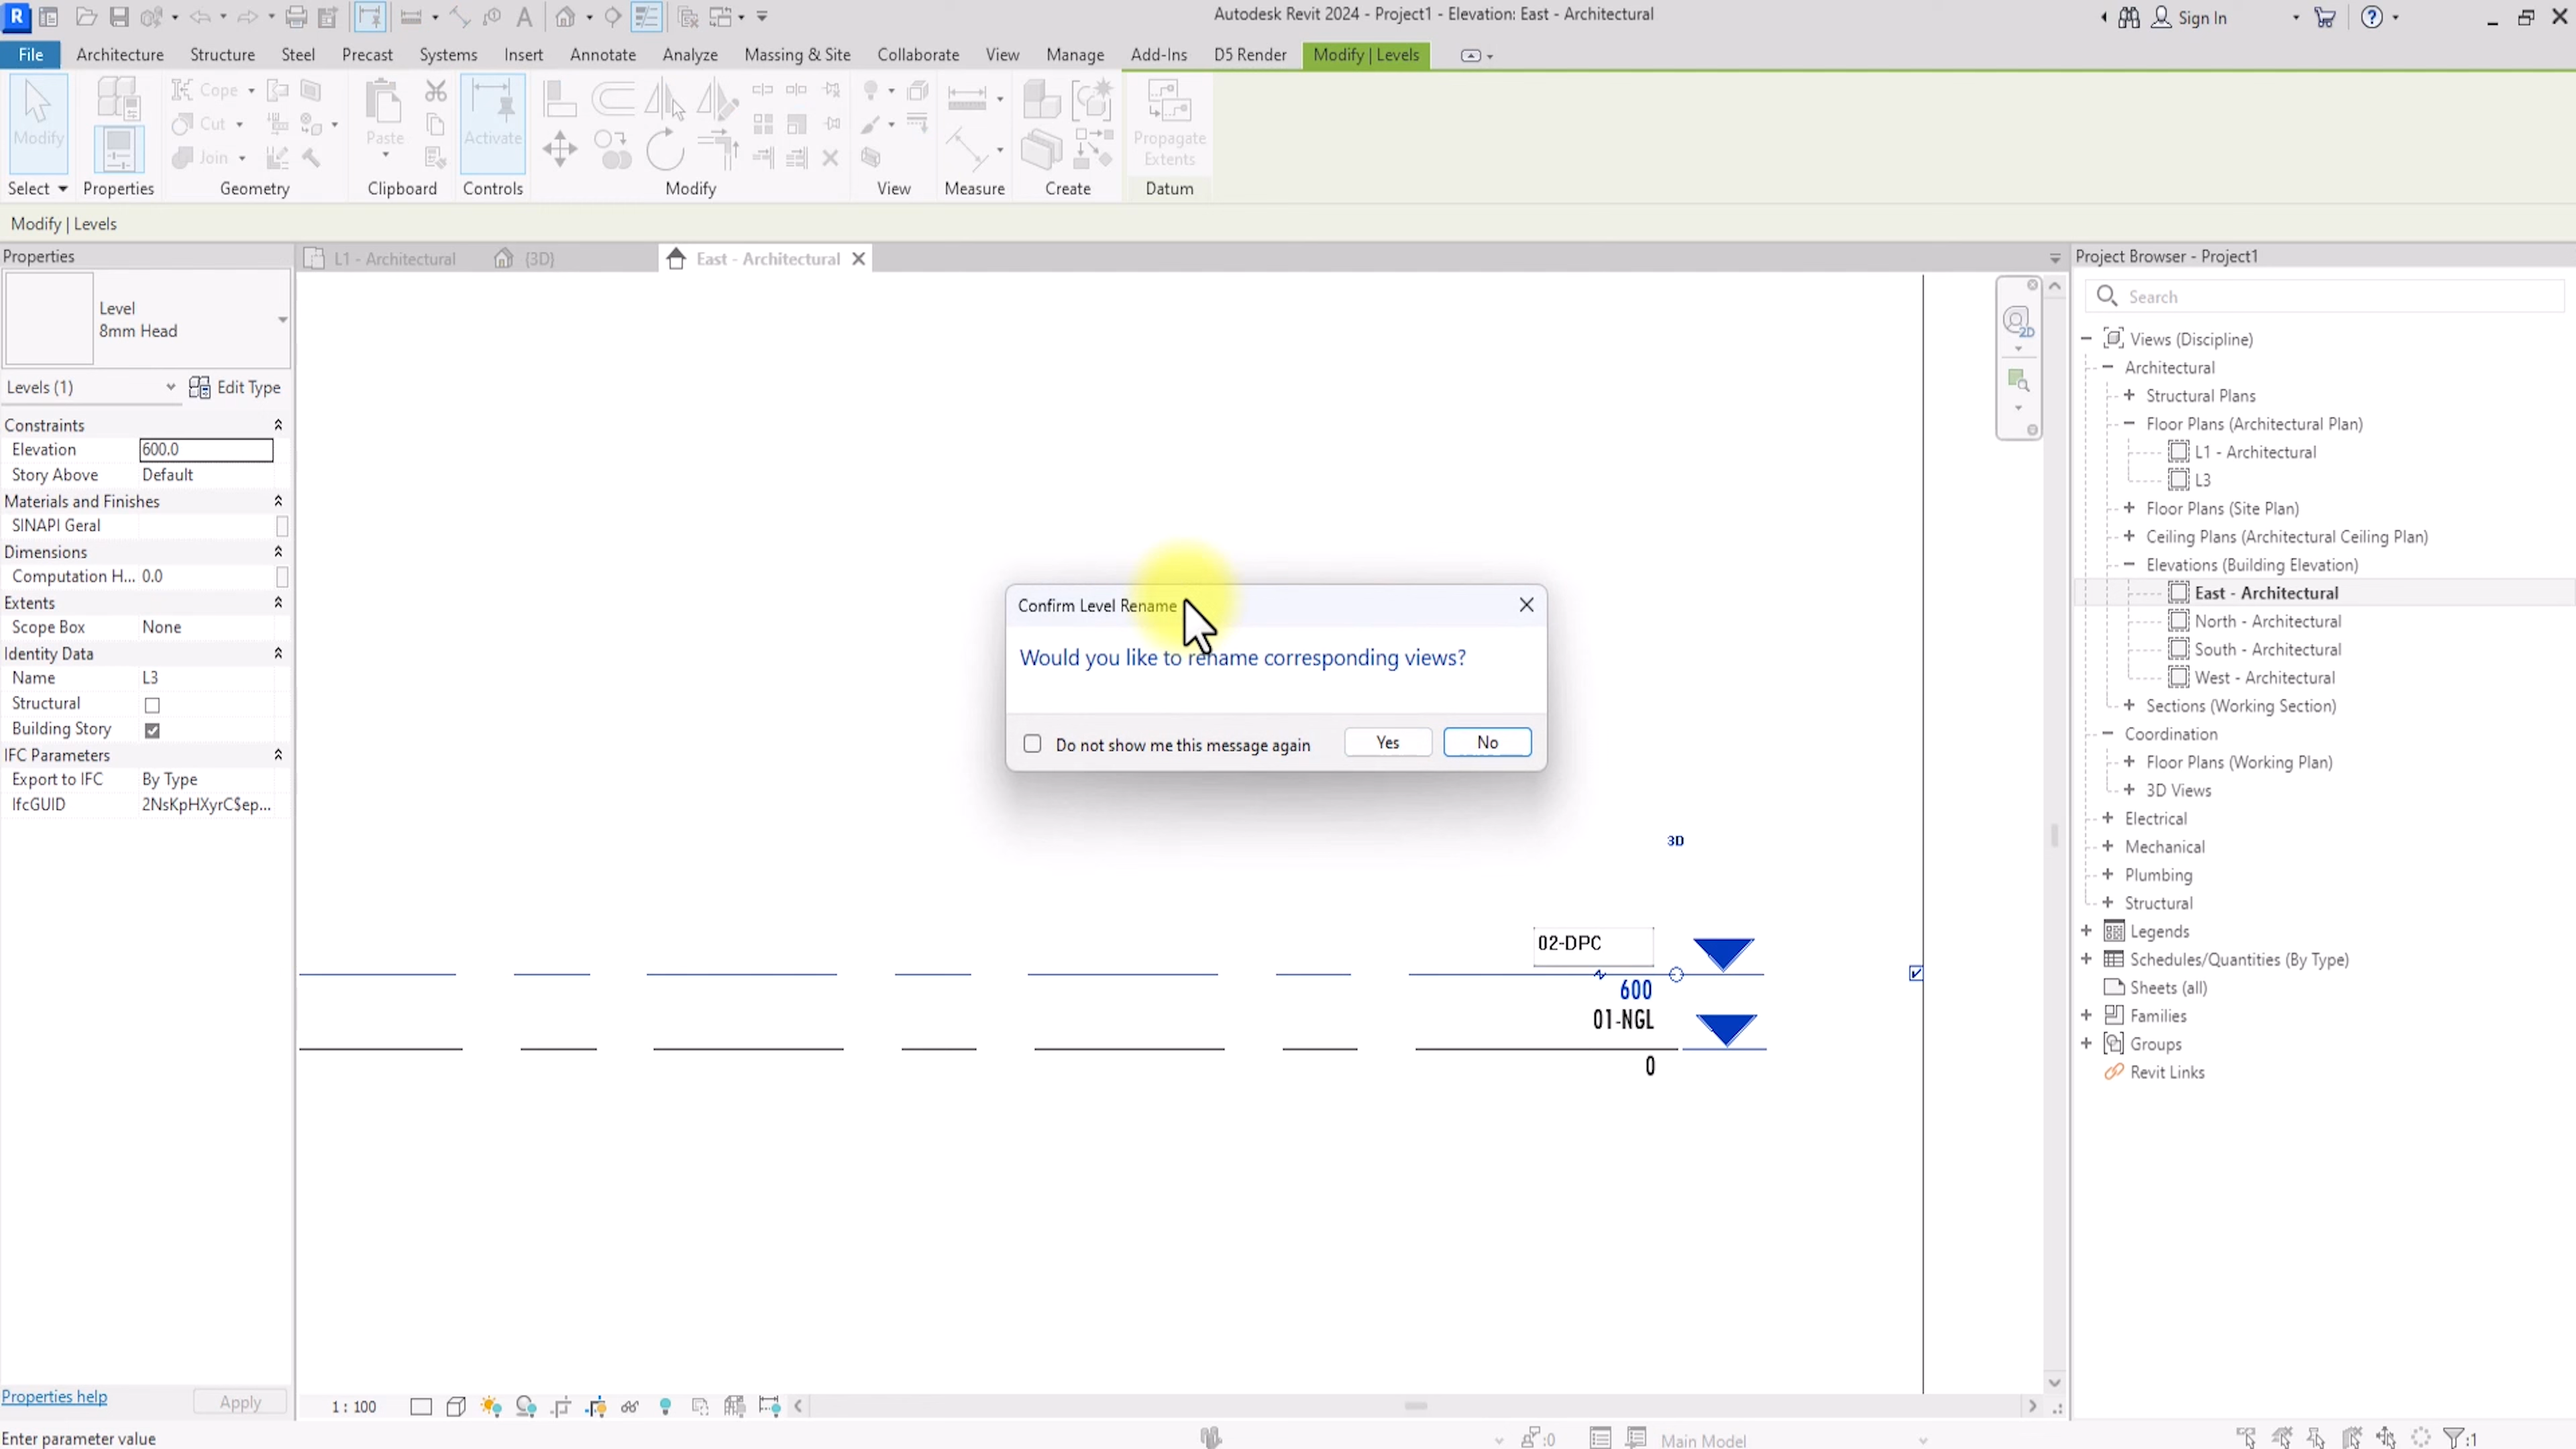 Autodesk Revit 2024 - Project1 - Elevation: East - Architectural
Sign In
File Architecture Structure Steel Precast Systems Insert Annotate Analyze Massing & Site Collaborate View Manage Add-Ins D5 Render Modify | Levels
Modify
Cope
Cut
Join
Paste
Activate
Propagate
Extents
Select Properties Geometry Clipboard Controls Modify View Measure Create Datum
Modify | Levels
Properties
L1 - Architectural
{3D}
East - Architectural
Project Browser - Project1
Level
8mm Head
Levels (1)
Edit Type
Constraints
Elevation 600.0
Story Above Default
Materials and Finishes
SINAPI Geral
Dimensions
Computation H... 0.0
Extents
Scope Box None
Identity Data
Name L3
Structural
Building Story
IFC Parameters
Export to IFC By Type
IfcGUID 2NsKpHXyrC$ep...
Properties help
Apply
2D
Confirm Level Rename
Would you like to rename corresponding views?
Do not show me this message again
Yes
No
3D
02-DPC
600
01-NGL
0
Search
Views (Discipline)
Architectural
Structural Plans
Floor Plans (Architectural Plan)
L1 - Architectural
L3
Floor Plans (Site Plan)
Ceiling Plans (Architectural Ceiling Plan)
Elevations (Building Elevation)
East - Architectural
North - Architectural
South - Architectural
West - Architectural
Sections (Working Section)
Coordination
Floor Plans (Working Plan)
3D Views
Electrical
Mechanical
Plumbing
Structural
Legends
Schedules/Quantities (By Type)
Sheets (all)
Families
Groups
Revit Links
1 : 100
Enter parameter value
:0
Main Model
:1